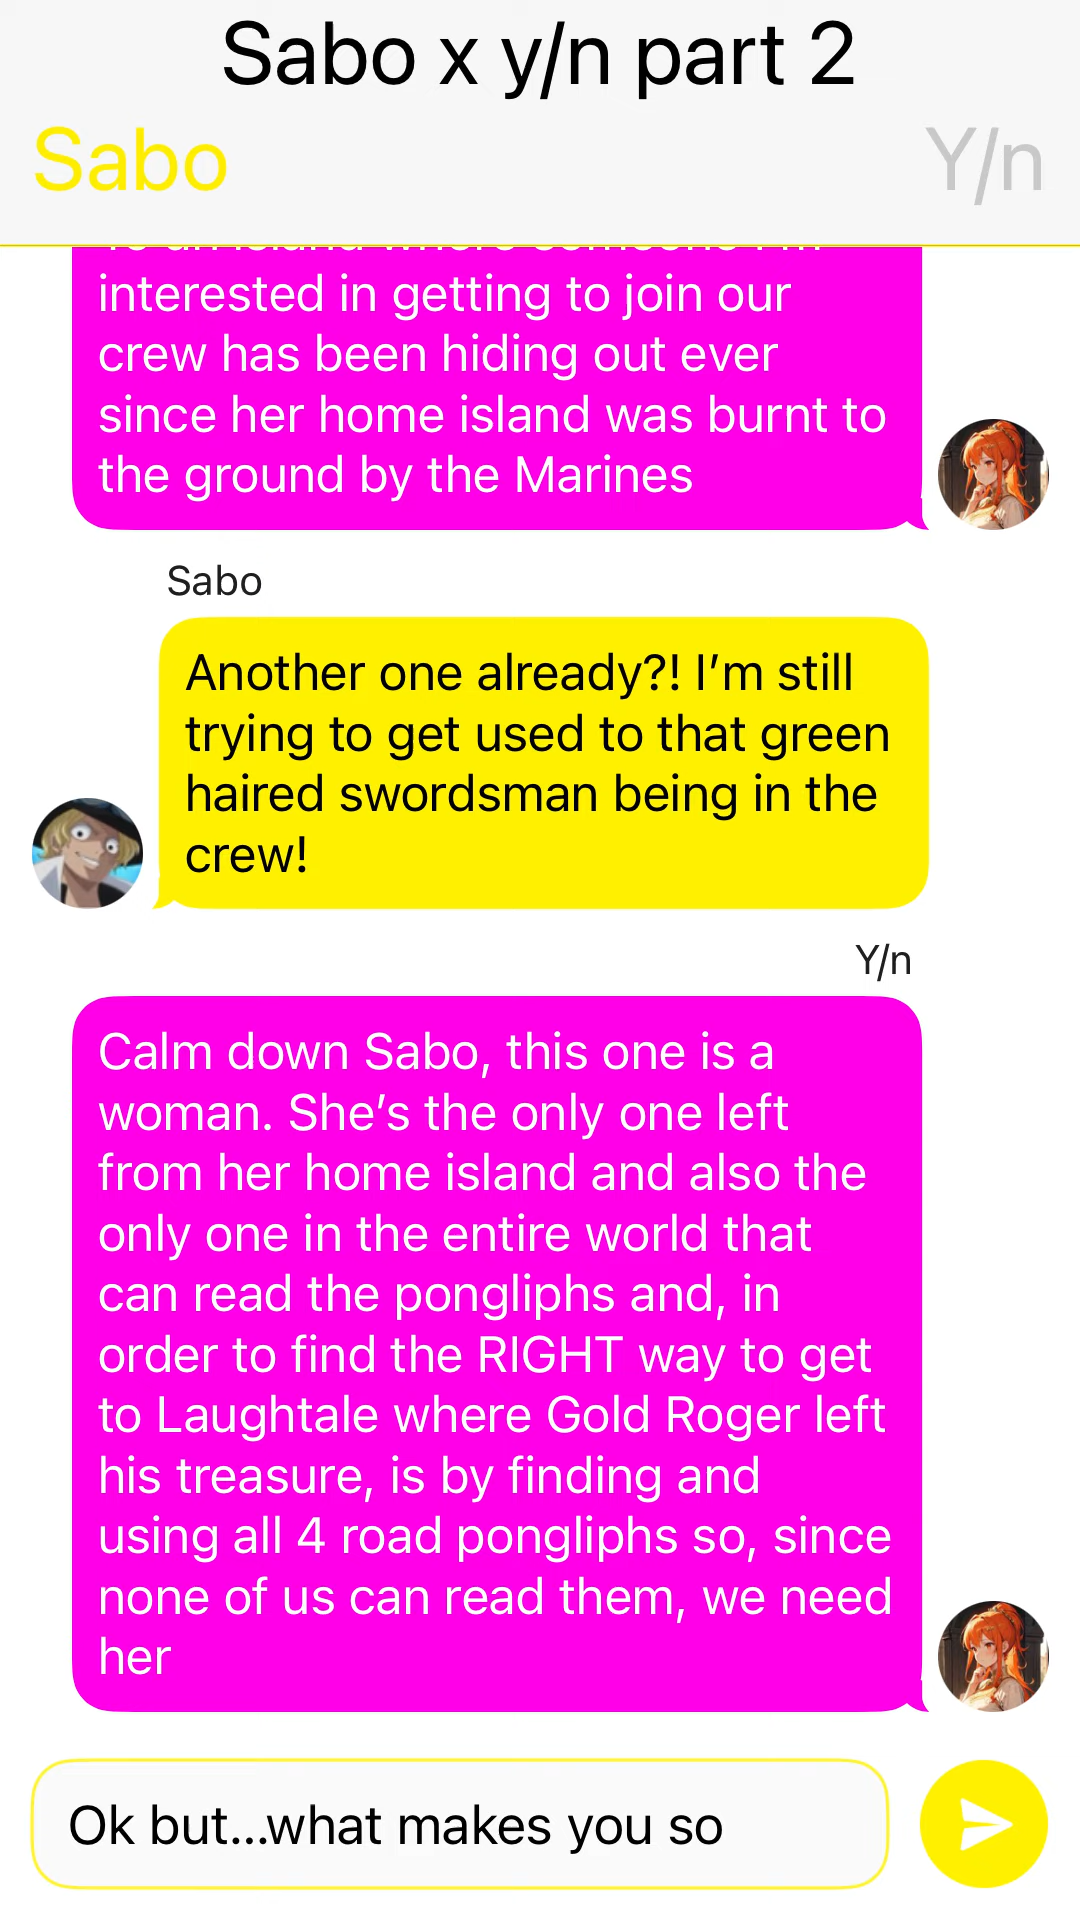 Sabo x y/n part 2
Sabo
Y/n
interested in getting to join our
crew has been hiding out ever
since her home island was burnt to
the ground by the Marines
Sabo
Another one already?! I’m still
trying to get used to that green
haired swordsman being in the
crew!
Y/n
Calm down Sabo, this one is a
woman. She’s the only one left
from her home island and also the
only one in the entire world that
can read the pongliphs and, in
order to find the RIGHT way to get
to Laughtale where Gold Roger left
his treasure, is by finding and
using all 4 road pongliphs so, since
none of us can read them, we need
her
Ok but...what makes you so